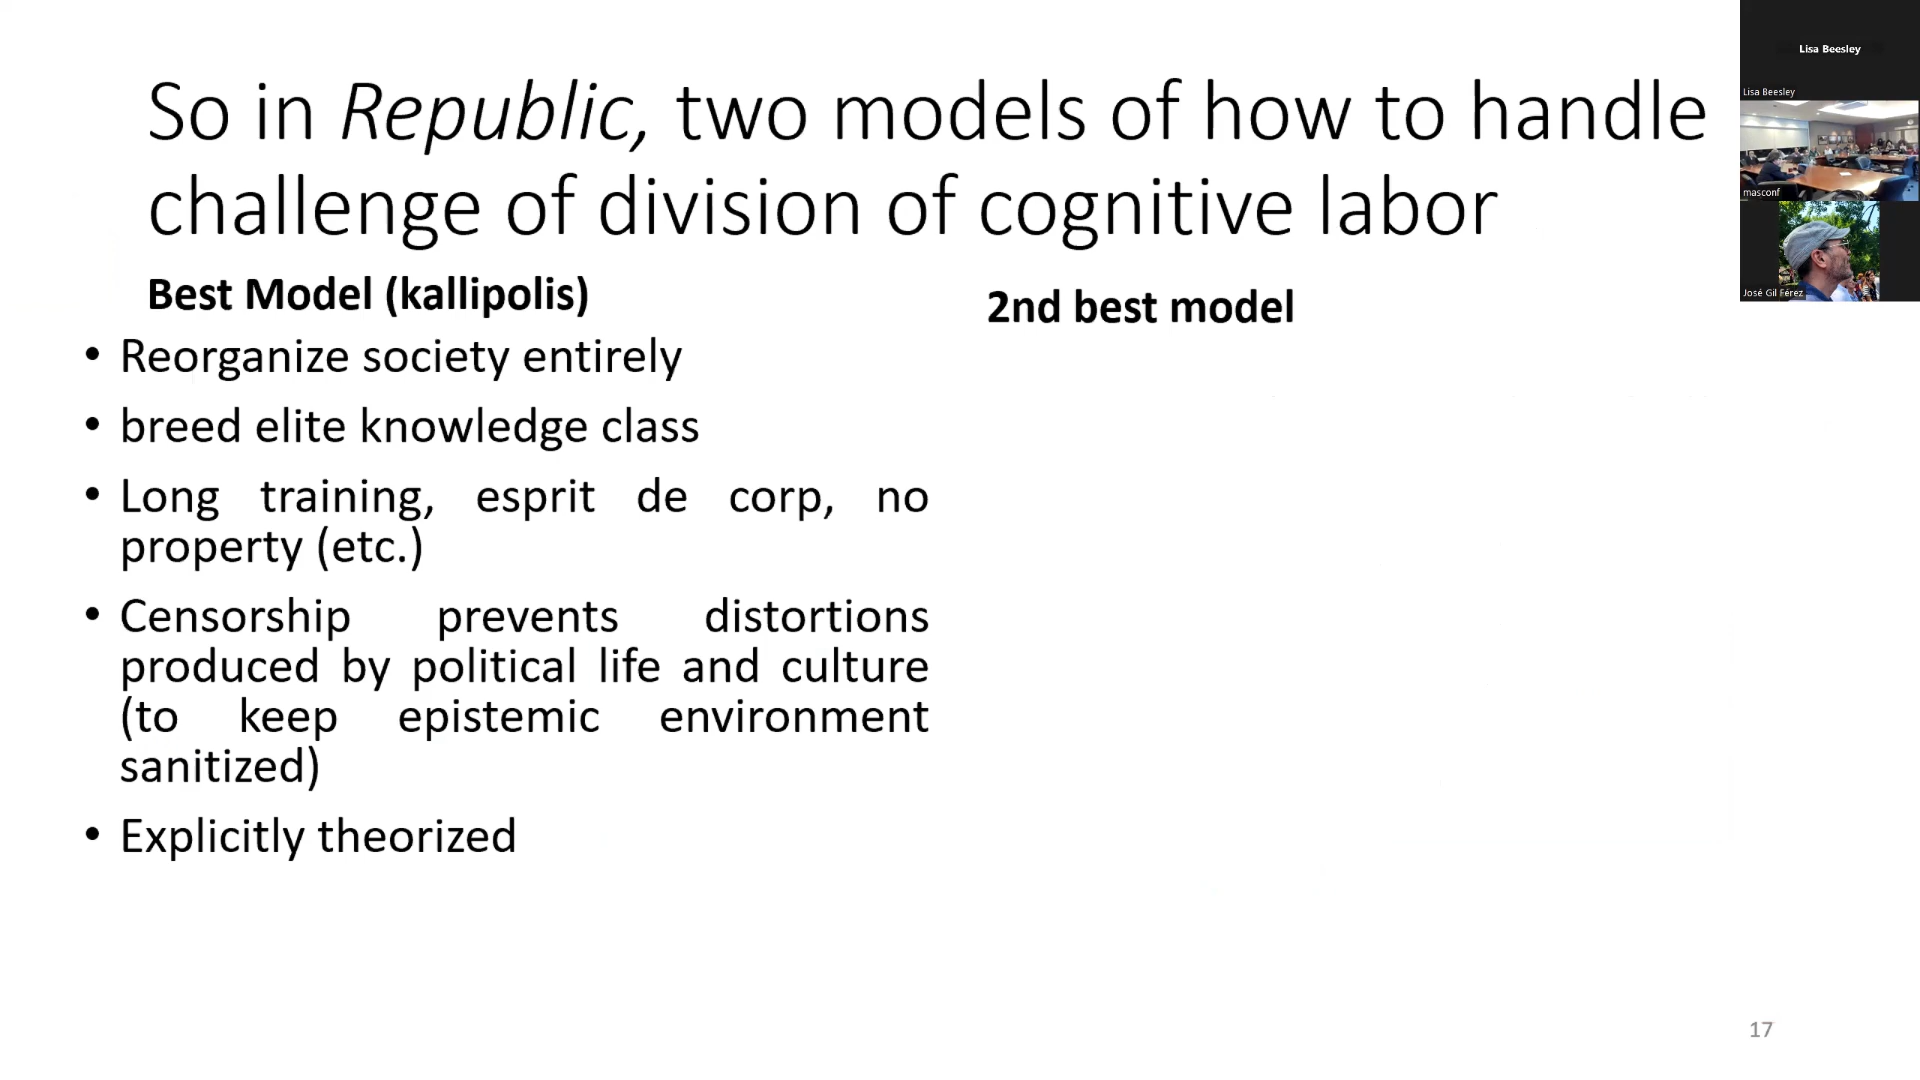 So in Republic, two models of how to handle
challenge of division of cognitive labor
Best Model (kallipolis)
• Reorganize society entirely
• breed elite knowledge class
• Long training, esprit de corp, no
property (etc.)
• Censorship prevents distortions
produced by political life and culture
(to keep epistemic environment
sanitized)
• Explicitly theorized
2nd best model
17
Lisa Beesley
Lisa Beesley
masconf
José Gil Férez